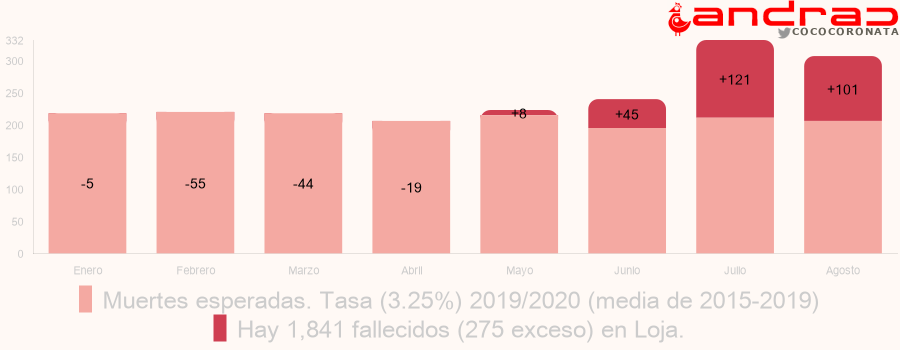 andrab
COCOCORONATA
332
300
250
200
150
100
50
0
-5
-55
-44
-19
+8
+45
+121
+101
Enero
Febrero
Marzo
Abril
Mayo
Junio
Julio
Agosto
Muertes esperadas. Tasa (3.25%) 2019/2020 (media de 2015-2019)
Hay 1,841 fallecidos (275 exceso) en Loja.